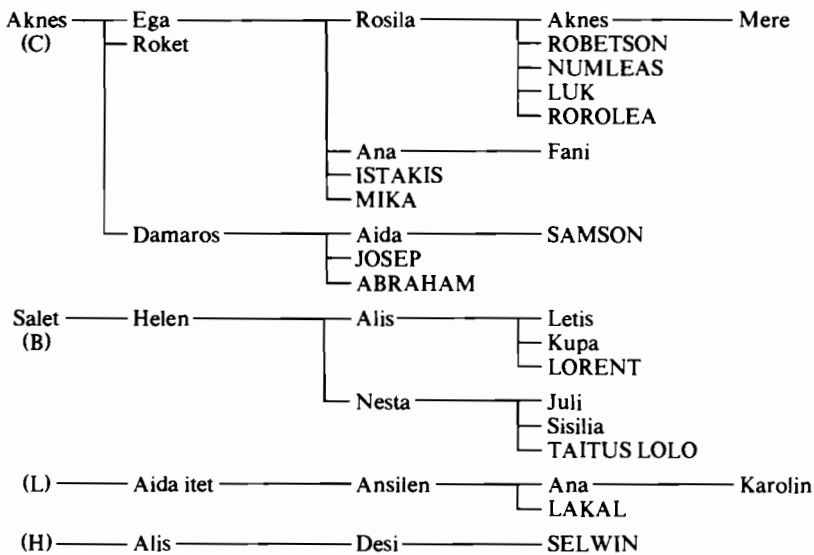 Aknes Ega Rosila Aknes Mere
(C) Roket ROBETSON
NUMLEAS
LUK
ROROLEA
Ana Fani
ISTAKIS
MIKA
Damaros Aida SAMSON
JOSEP
ABRAHAM
Salet Helen Alis Letis
(B) Kupa
LORENT
Nesta Juli
Sisilia
TAITUS LOLO
(L) Aida itet Ansilen Ana Karolin
LAKAL
(H) Alis Desi SELWIN